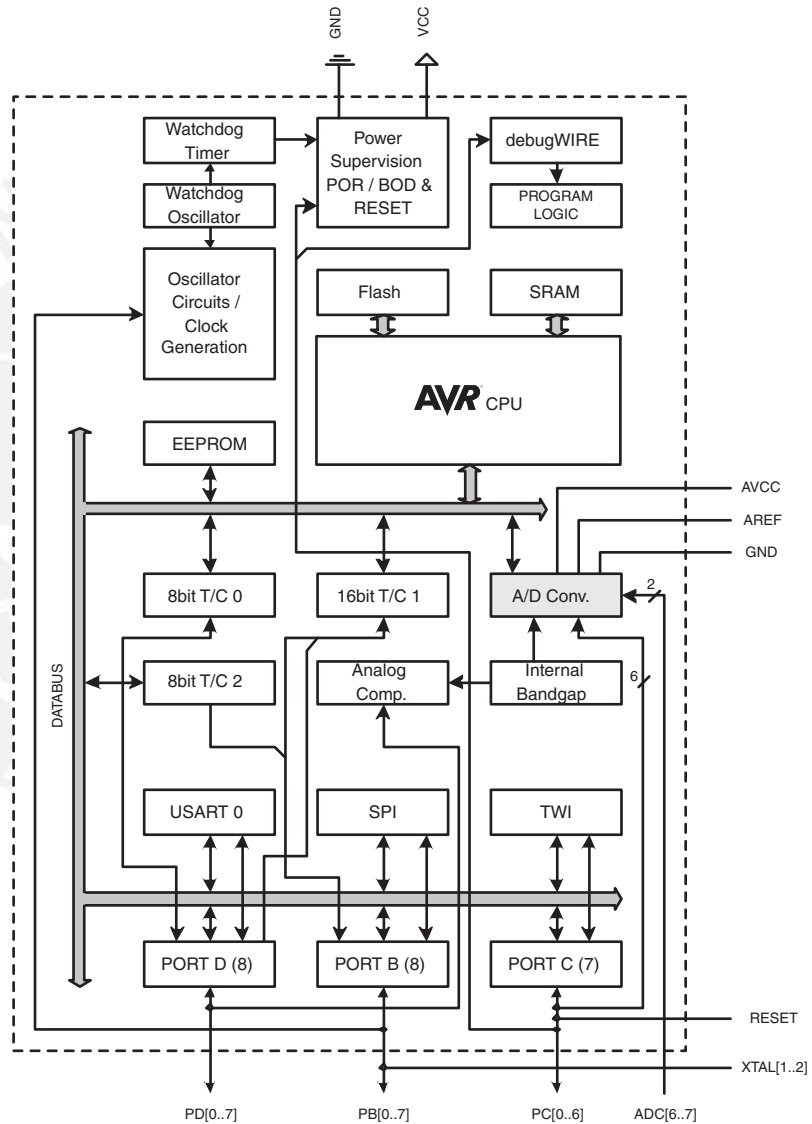 GND
VCC
Watchdog
Timer
Power
Supervision
POR / BOD &
RESET
debugWIRE
Watchdog
Oscillator
PROGRAM
LOGIC
Oscillator
Circuits /
Clock
Generation
Flash
SRAM
AVR CPU
EEPROM
AVCC
AREF
GND
8bit T/C 0
16bit T/C 1
A/D Conv.
2
DATABUS
8bit T/C 2
Analog
Comp.
Internal
Bandgap
6
USART 0
SPI
TWI
PORT D (8)
PORT B (8)
PORT C (7)
RESET
XTAL[1..2]
PD[0..7]
PB[0..7]
PC[0..6]
ADC[6..7]